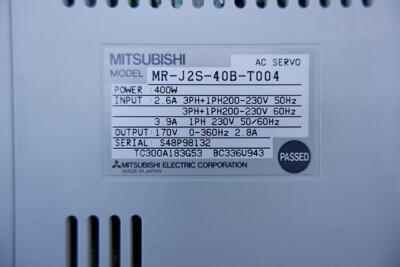 MITSUBISHI AC SERVO
MODEL MR-J2S-40B-T004
POWER : 400W
INPUT : 2.6A 3PH+1PH200-230V 50Hz
3PH+1PH200-230V 60Hz
3.9A 1PH 230V 50/60Hz
OUTPUT: 170V 0-360Hz 2.8A
SERIAL: S48P98132
TC300A183G53 BC336U943
PASSED
MITSUBISHI ELECTRIC CORPORATION
MADE IN JAPAN